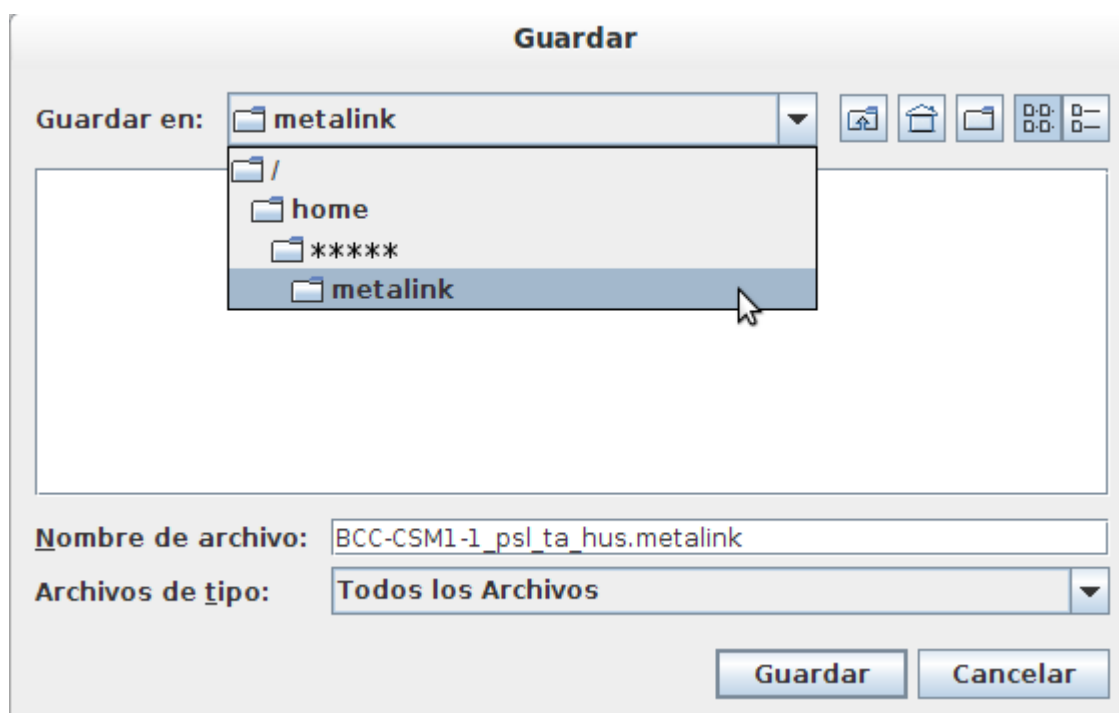 Guardar
Guardar en: metalink
/
home
*****
metalink
Nombre de archivo: BCC-CSM1-1_psl_ta_hus.metalink
Archivos de tipo: Todos los Archivos
Guardar Cancelar